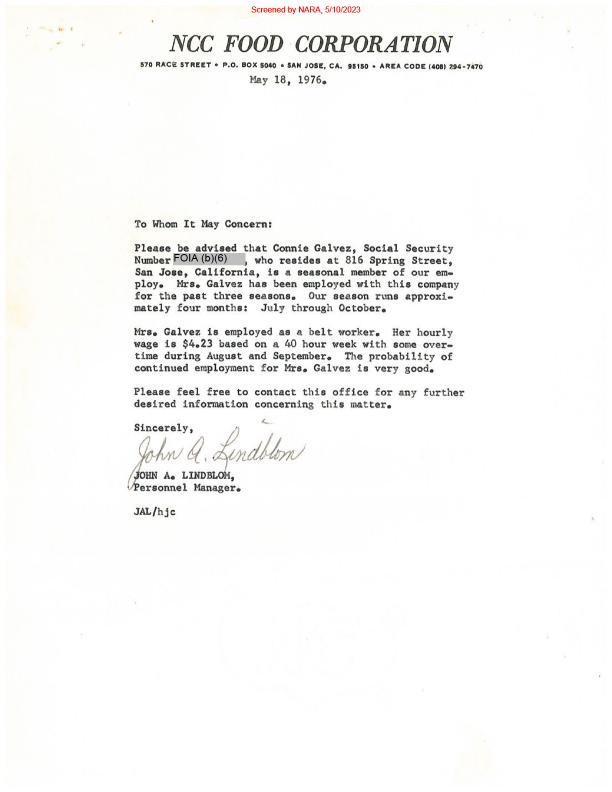 Screened by NARA, 5/10/2023
NCC FOOD CORPORATION
570 RACE STREET • P.O. BOX 5040 • SAN JOSE, CA. 95150 • AREA CODE (408) 294-7470
May 18, 1976.
To Whom It May Concern:
Please be advised that Connie Galvez, Social Security
Number FOIA (b)(6) , who resides at 816 Spring Street,
San Jose, California, is a seasonal member of our em-
ploy. Mrs. Galvez has been employed with this company
for the past three seasons. Our season runs approxi-
mately four months: July through October.
Mrs. Galvez is employed as a belt worker. Her hourly
wage is $4.23 based on a 40 hour week with some over-
time during August and September. The probability of
continued employment for Mrs. Galvez is very good.
Please feel free to contact this office for any further
desired information concerning this matter.
Sincerely,
John A. Lindblom
JOHN A. LINDBLOM,
Personnel Manager.
JAL/hjc